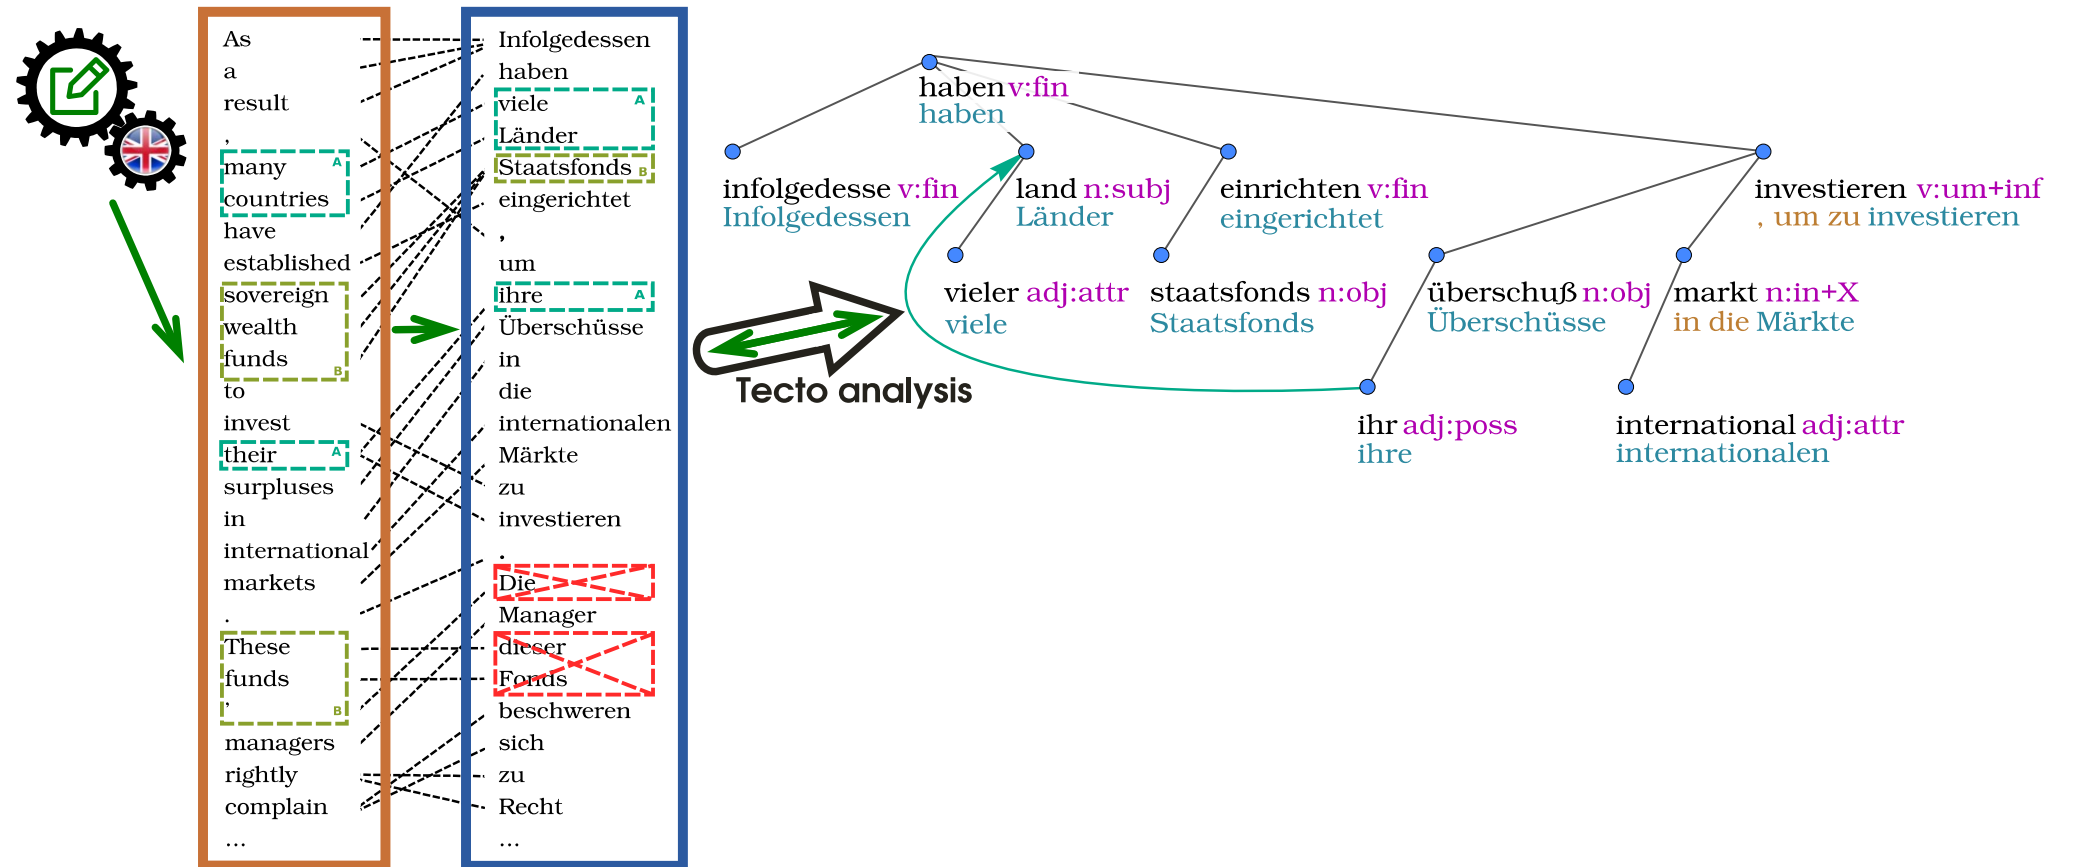 As
a
result
,
many A
countries
have
established
sovereign
wealth
funds B
to
invest
their A
surpluses
in
international
markets
.
These
funds
' B
managers
rightly
complain
...
Infolgedessen
haben
viele A
Länder
Staatsfonds B
eingerichtet
,
um
ihre A
Überschüsse
in
die
internationalen
Märkte
zu
investieren
.
Die
Manager
dieser
Fonds
beschweren
sich
zu
Recht
...
Tecto analysis
haben v:fin
haben
infolgedesse v:fin
Infolgedessen
land n:subj
Länder
einrichten v:fin
eingerichtet
investieren v:um+inf
, um zu investieren
vieler adj:attr
viele
staatsfonds n:obj
Staatsfonds
überschuß n:obj
Überschüsse
markt n:in+X
in die Märkte
ihr adj:poss
ihre
international adj:attr
internationalen